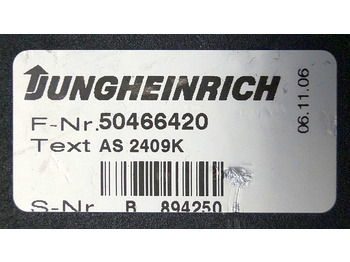 JUNGHEINRICH
F-Nr.50466420
Text AS 2409K
S-Nr B 894250
06.11.06